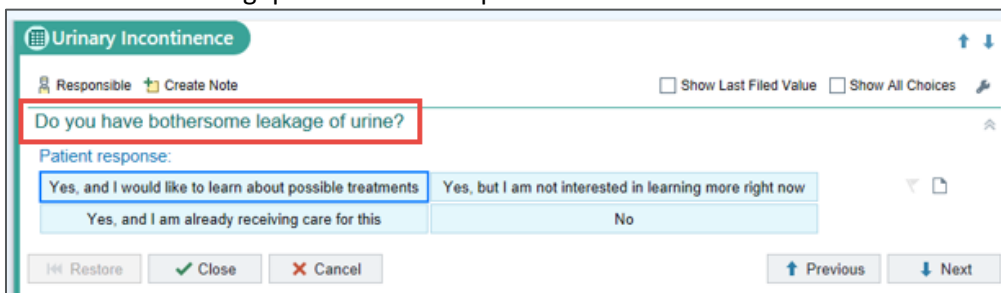 Urinary Incontinence
Responsible Create Note Show Last Filed Value Show All Choices
Do you have bothersome leakage of urine?
Patient response:
Yes, and I would like to learn about possible treatments Yes, but I am not interested in learning more right now
Yes, and I am already receiving care for this No
Restore Close Cancel Previous Next